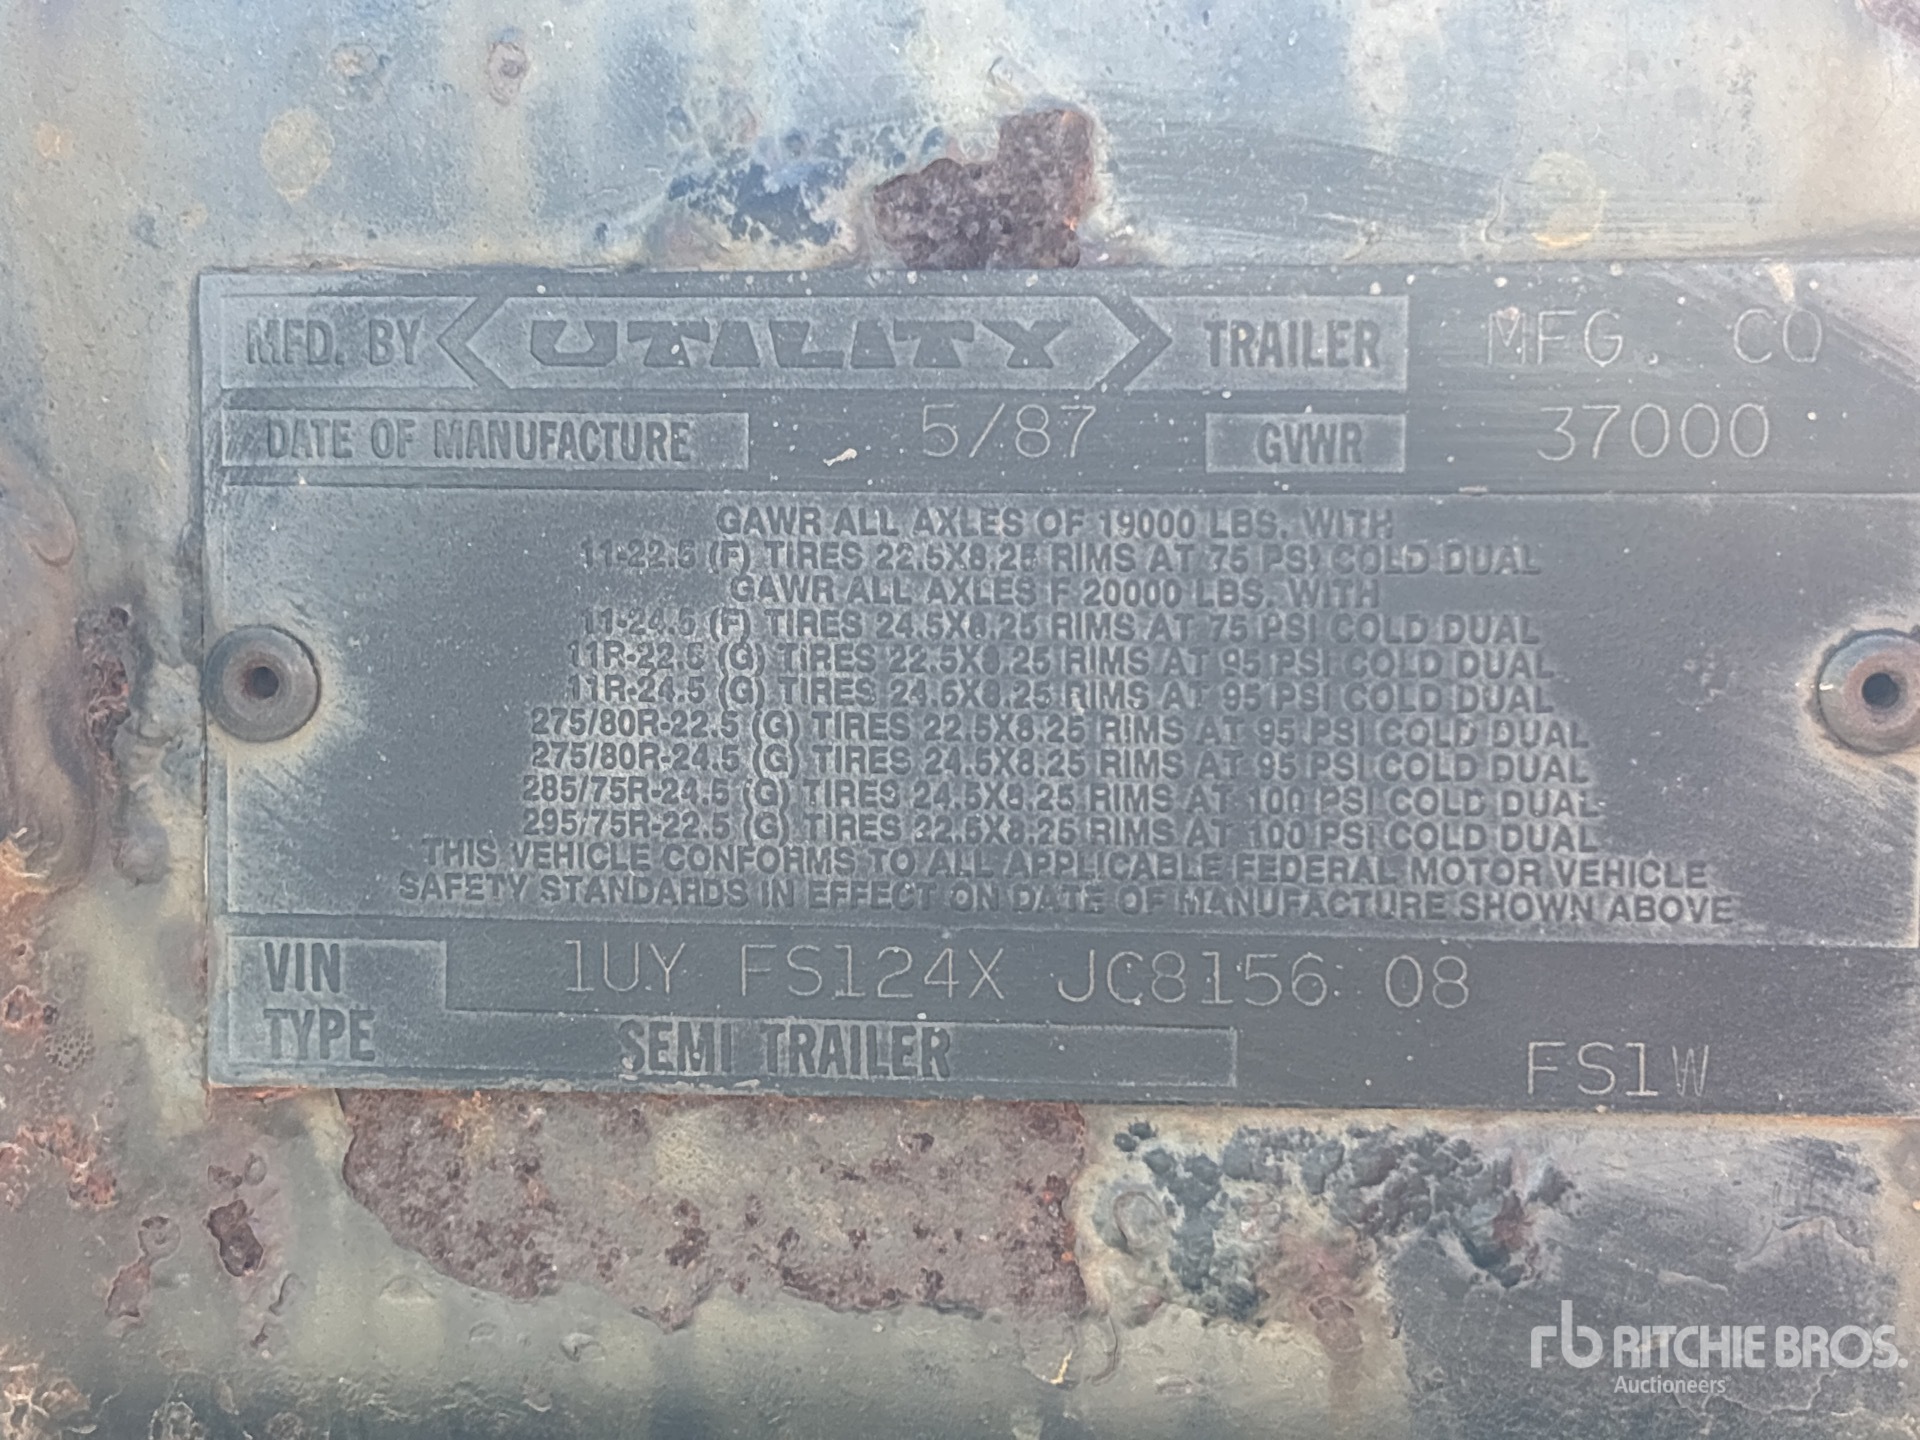 MFD. BY UTILITY TRAILER MFG. CO
DATE OF MANUFACTURE 5/87 GVWR 37000
GAWR ALL AXLES OF 19000 LBS. WITH
11-22.5 (F) TIRES 22.5X8.25 RIMS AT 75 PSI COLD DUAL
GAWR ALL AXLES F 20000 LBS. WITH
11-24.5 (F) TIRES 24.5X8.25 RIMS AT 75 PSI COLD DUAL
11R-22.5 (G) TIRES 22.5X8.25 RIMS AT 95 PSI COLD DUAL
11R-24.5 (G) TIRES 24.5X8.25 RIMS AT 95 PSI COLD DUAL
275/80R-22.5 (G) TIRES 22.5X8.25 RIMS AT 95 PSI COLD DUAL
275/80R-24.5 (G) TIRES 24.5X8.25 RIMS AT 95 PSI COLD DUAL
285/75R-24.5 (G) TIRES 24.5X8.25 RIMS AT 100 PSI COLD DUAL
295/75R-22.5 (G) TIRES 22.5X8.25 RIMS AT 100 PSI COLD DUAL
THIS VEHICLE CONFORMS TO ALL APPLICABLE FEDERAL MOTOR VEHICLE
SAFETY STANDARDS IN EFFECT ON DATE OF MANUFACTURE SHOWN ABOVE
VIN 1UY FS124X JC8156 08
TYPE SEMI TRAILER FS1W
rb RITCHIE BROS.
Auctioneers